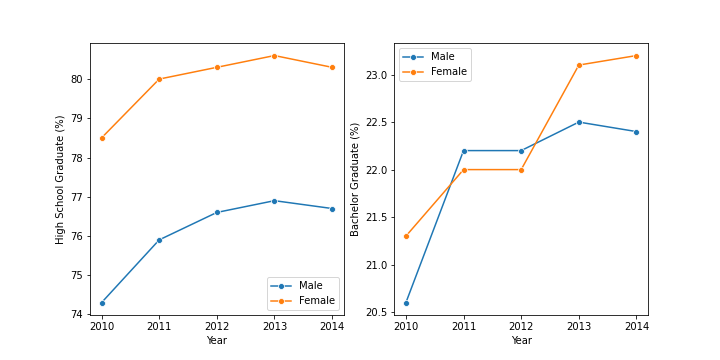 High School Graduate (%)
80
79
78
77
76
75
74
2010 2011 2012 2013 2014
Year
Male
Female
Bachelor Graduate (%)
23.0
22.5
22.0
21.5
21.0
20.5
2010 2011 2012 2013 2014
Year
Male
Female